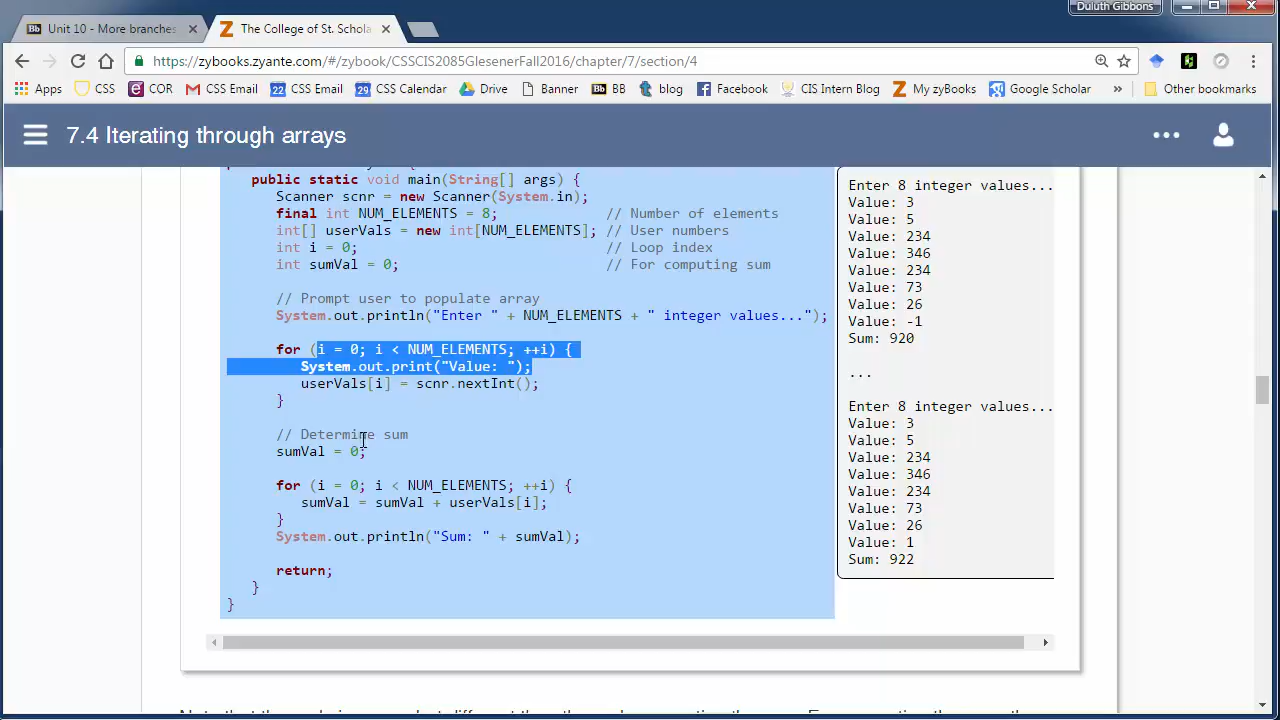 Duluth Gibbons
Unit 10 - More branches
The College of St. Schola
https://zybooks.zyante.com/#/zybook/CSSCIS2085GlesenerFall2016/chapter/7/section/4
Apps CSS COR CSS Email CSS Email CSS Calendar Drive Banner BB blog Facebook CIS Intern Blog My zyBooks Google Scholar » Other bookmarks
7.4 Iterating through arrays
public static void main(String[] args) {
Scanner scnr = new Scanner(System.in);
final int NUM_ELEMENTS = 8; // Number of elements
int[] userVals = new int[NUM_ELEMENTS]; // User numbers
int i = 0; // Loop index
int sumVal = 0; // For computing sum
// Prompt user to populate array
System.out.println("Enter " + NUM_ELEMENTS + " integer values...");
for (i = 0; i < NUM_ELEMENTS; ++i) {
System.out.print("Value: ");
userVals[i] = scnr.nextInt();
}
// Determine sum
sumVal = 0;
for (i = 0; i < NUM_ELEMENTS; ++i) {
sumVal = sumVal + userVals[i];
}
System.out.println("Sum: " + sumVal);
return;
}
}
Enter 8 integer values...
Value: 3
Value: 5
Value: 234
Value: 346
Value: 234
Value: 73
Value: 26
Value: -1
Sum: 920
...
Enter 8 integer values...
Value: 3
Value: 5
Value: 234
Value: 346
Value: 234
Value: 73
Value: 26
Value: 1
Sum: 922